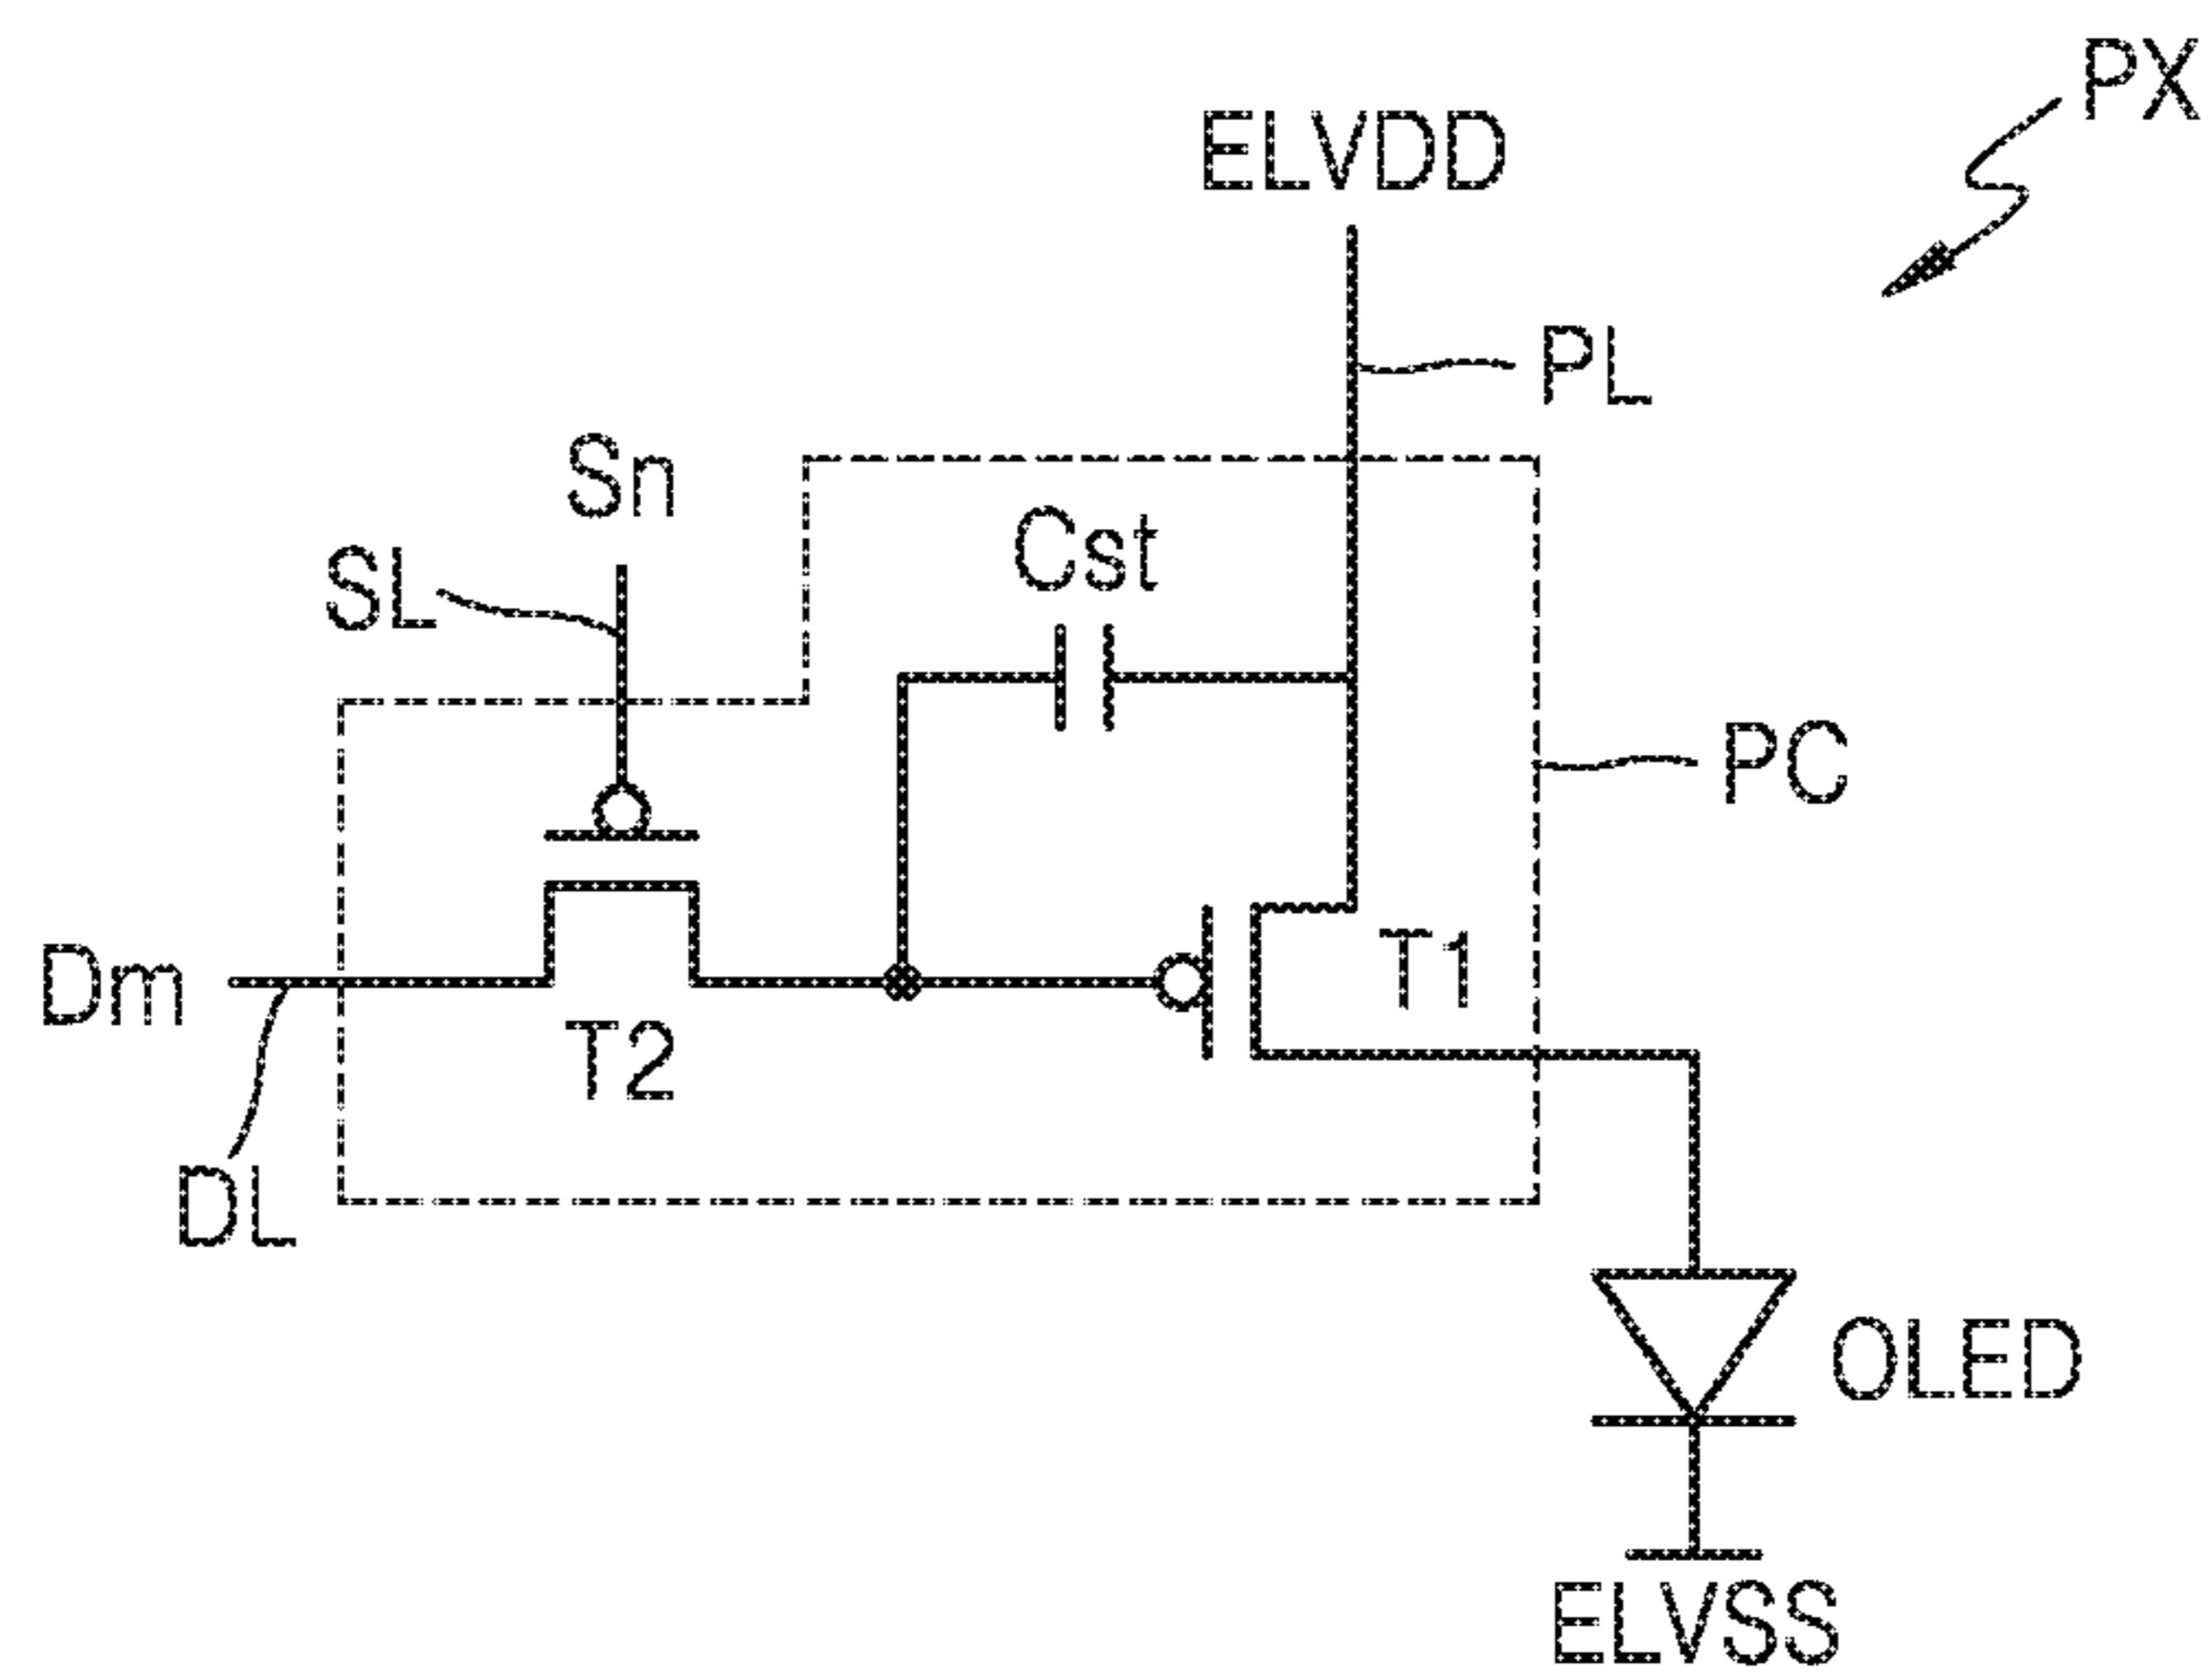 PX
ELVDD
PL
Sn
SL
Cst
PC
Dm
T1
T2
DL
OLED
ELVSS